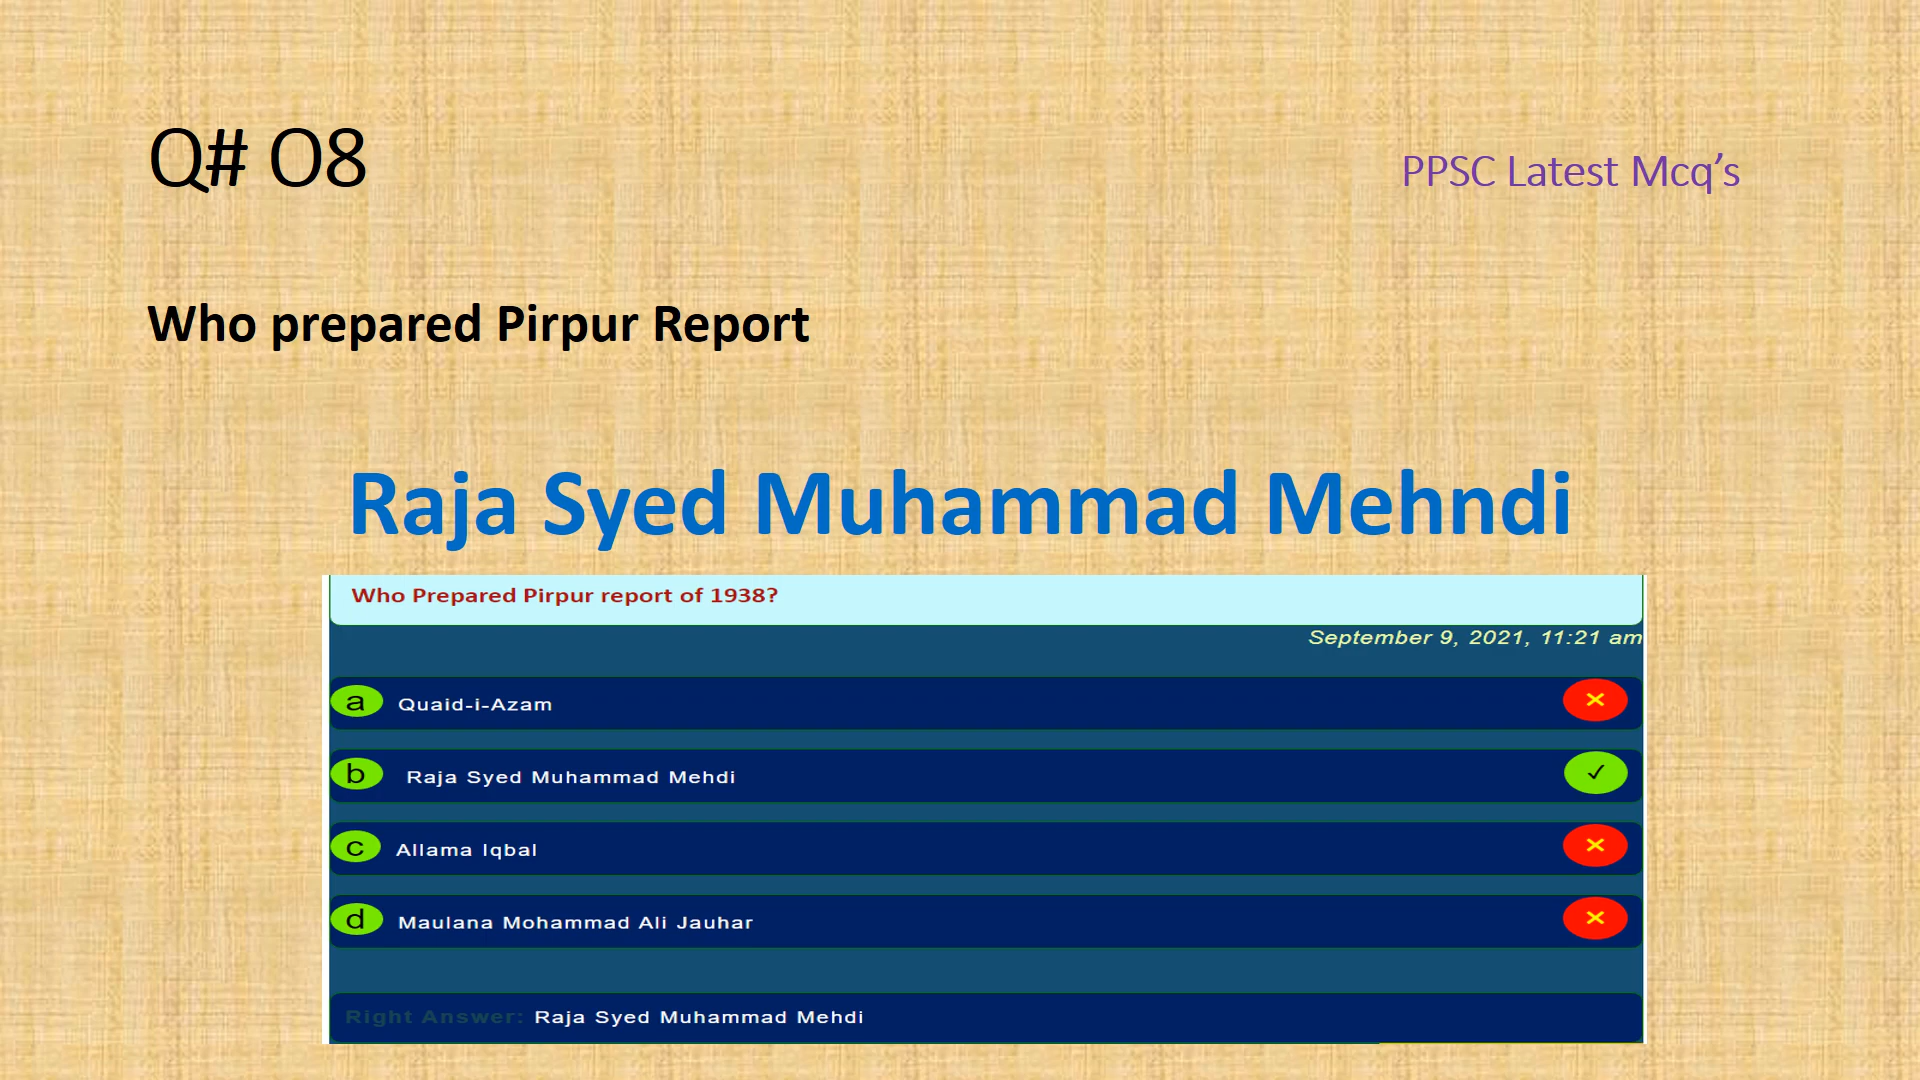 Q# 08
PPSC Latest Mcq’s
Who prepared Pirpur Report
Raja Syed Muhammad Mehndi
Who Prepared Pirpur report of 1938?
September 9, 2021, 11:21 am
a Quaid-i-Azam
b Raja Syed Muhammad Mehdi
c Allama Iqbal
d Maulana Mohammad Ali Jauhar
Right Answer: Raja Syed Muhammad Mehdi